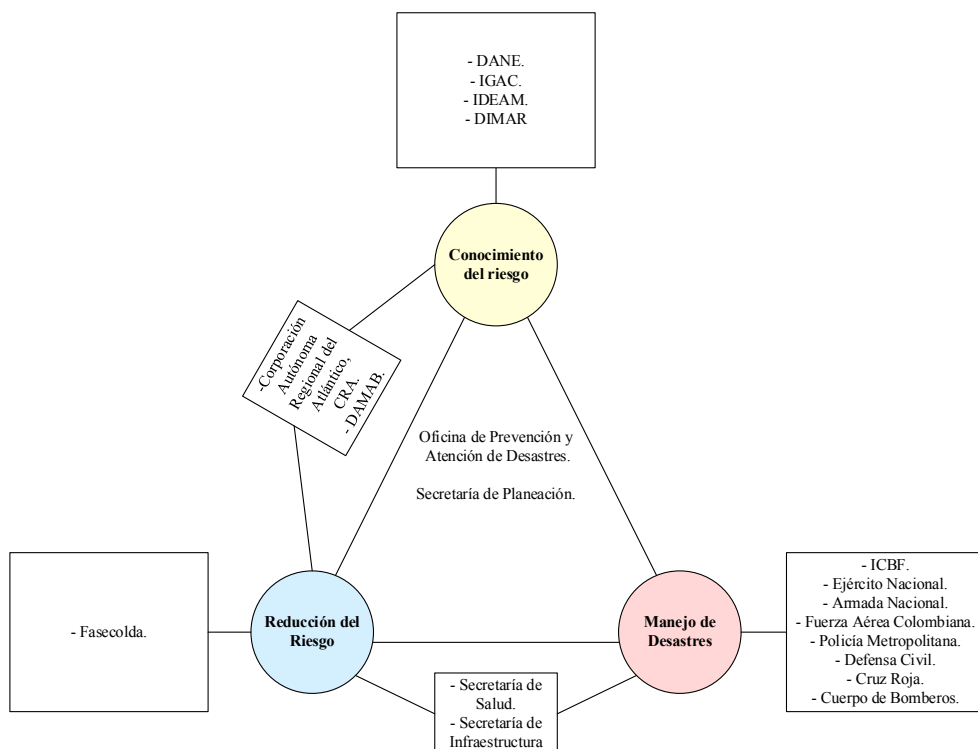 - DANE.
- IGAC.
- IDEAM.
- DIMAR
Conocimiento
del riesgo
-Corporación
Autónoma
Regional del
Atlántico,
CRA.
- DAMAB.
Oficina de Prevención y
Atención de Desastres.
Secretaría de Planeación.
- Fasecolda.
Reducción del
Riesgo
Manejo de
Desastres
- ICBF.
- Ejército Nacional.
- Armada Nacional.
- Fuerza Aérea Colombiana.
- Policía Metropolitana.
- Defensa Civil.
- Cruz Roja.
- Cuerpo de Bomberos.
- Secretaría de
Salud.
- Secretaría de
Infraestructura